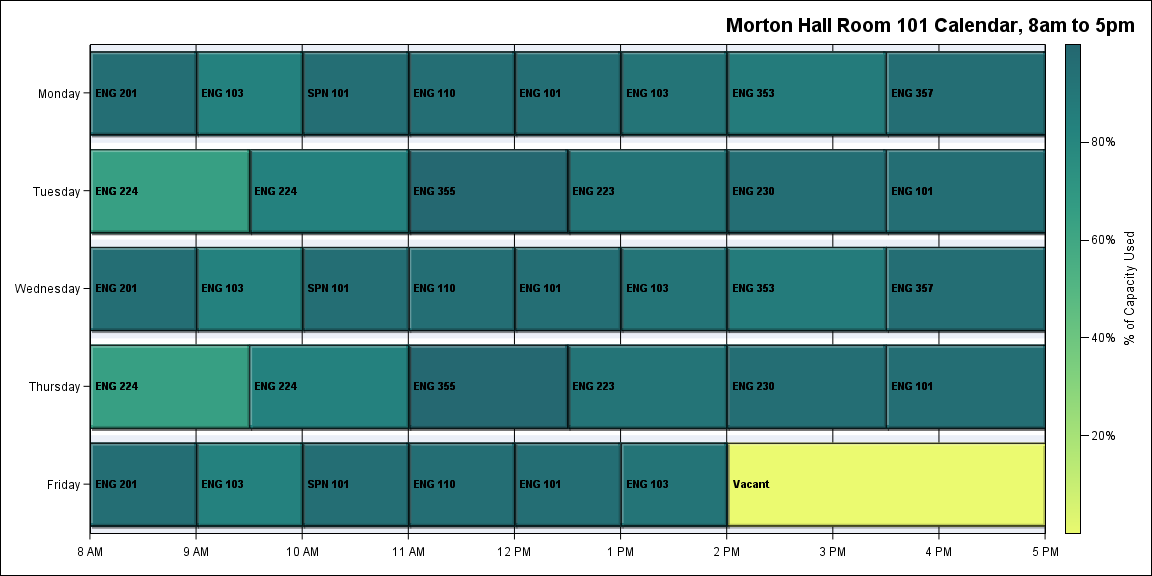 Morton Hall Room 101 Calendar, 8am to 5pm
Monday
ENG 201
ENG 103
SPN 101
ENG 110
ENG 101
ENG 103
ENG 353
ENG 357
Tuesday
ENG 224
ENG 224
ENG 355
ENG 223
ENG 230
ENG 101
Wednesday
ENG 201
ENG 103
SPN 101
ENG 110
ENG 101
ENG 103
ENG 353
ENG 357
Thursday
ENG 224
ENG 224
ENG 355
ENG 223
ENG 230
ENG 101
Friday
ENG 201
ENG 103
SPN 101
ENG 110
ENG 101
ENG 103
Vacant
8 AM
9 AM
10 AM
11 AM
12 PM
1 PM
2 PM
3 PM
4 PM
5 PM
80%
60%
40%
20%
% of Capacity Used